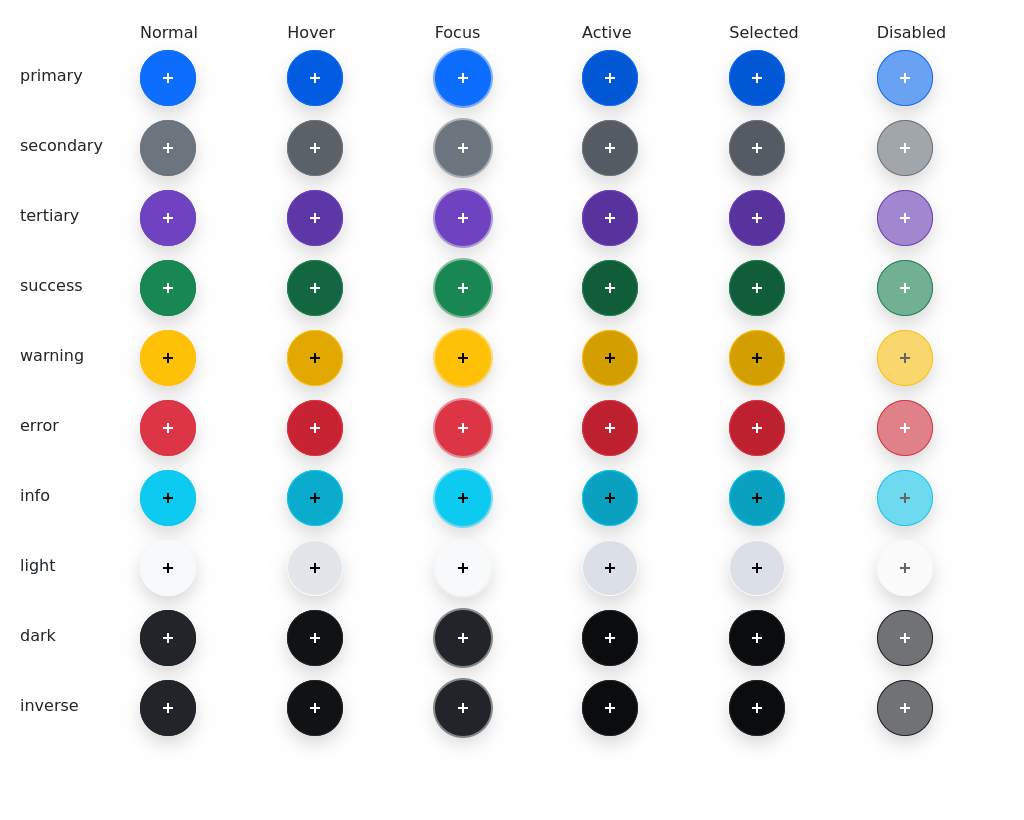 Normal Hover Focus Active Selected Disabled
primary + + + + + +
secondary + + + + + +
tertiary + + + + + +
success + + + + + +
warning + + + + + +
error + + + + + +
info + + + + + +
light + + + + + +
dark + + + + + +
inverse + + + + + +